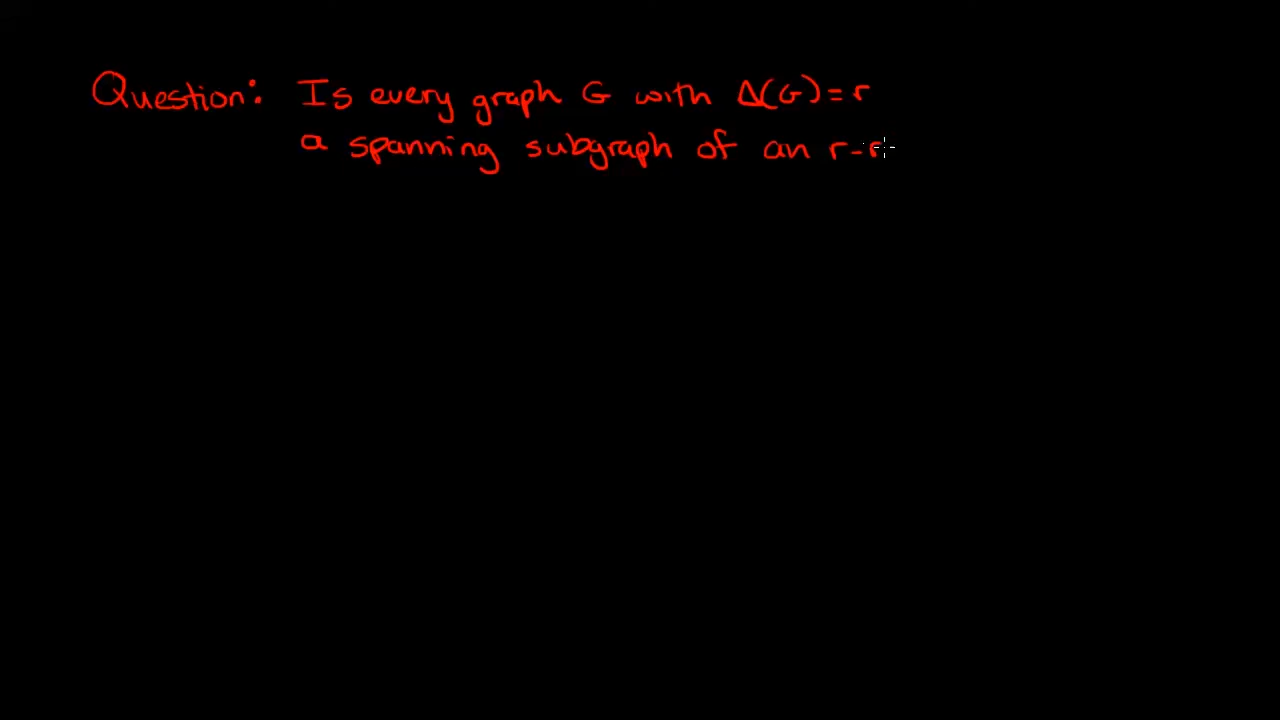 Question: Is every graph G with Δ(G)=r
a spanning subgraph of an r-r